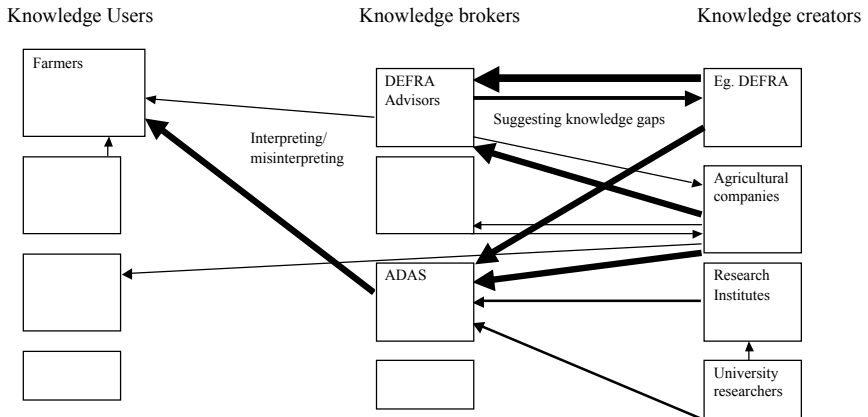 Knowledge Users
Knowledge brokers
Knowledge creators
Farmers
DEFRA
Advisors
Eg. DEFRA
Suggesting knowledge gaps
Interpreting/
misinterpreting
Agricultural
companies
ADAS
Research
Institutes
University
researchers